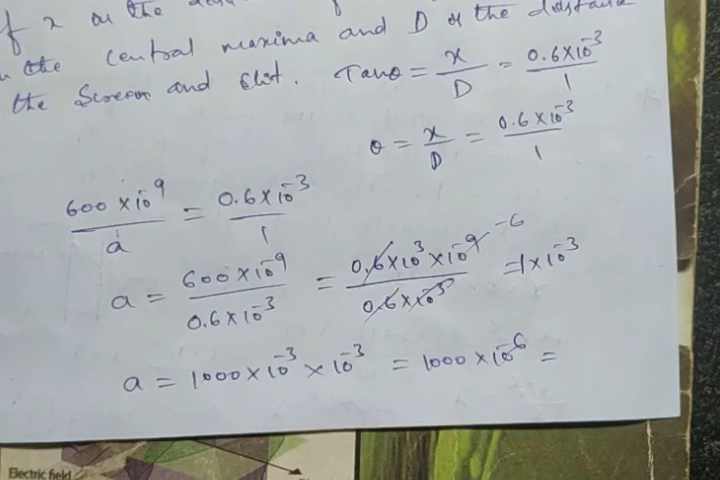 of x on the
the central maxima and D is the distance
the Screen and slit. Tanθ = x/D = 0.6×10⁻³/1
θ = x/D = 0.6×10⁻³/1
600×10⁻⁹/a = 0.6×10⁻³/1
a = 600×10⁻⁹/0.6×10⁻³ = 0.6×10³×10⁻⁹/0.6×10⁻³ ⁻⁶ = 1×10⁻³
a = 1000×10⁻³×10⁻³ = 1000×10⁻⁶ =
Electric field